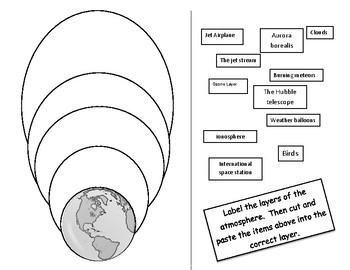 Jet Airplane
Aurora
borealis
Clouds
The jet stream
Burning meteors
Ozone Layer
The Hubble
telescope
Weather balloons
Ionosphere
Birds
International
space station
Label the layers of the
atmosphere. Then cut and
paste the items above into the
correct layer.